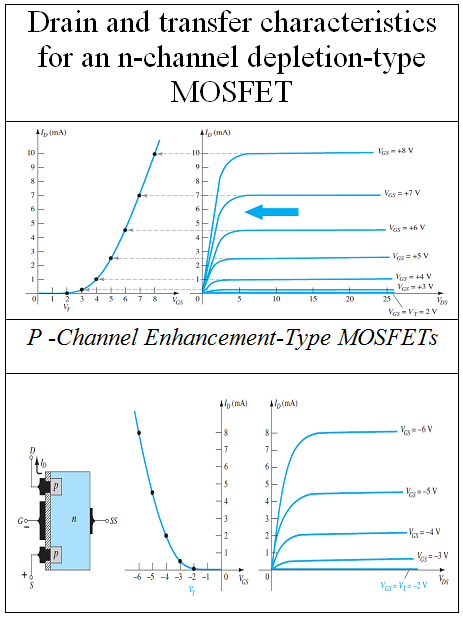 Drain and transfer characteristics
for an n-channel depletion-type
MOSFET
I_D (mA) I_D (mA)
10 10 V_GS = +8 V
9 9
8 8
7 7 V_GS = +7 V
6 6
5 5 V_GS = +6 V
4 4
3 3 V_GS = +5 V
2 2
1 1 V_GS = +4 V
V_GS = +3 V
0 1 2 3 4 5 6 7 8 V_GS 0 5 10 15 20 25 V_DS
V_T V_GS = V_T = 2 V
P -Channel Enhancement-Type MOSFETs
I_D (mA) I_D (mA)
8 8 V_GS = –6 V
7 7
6 6
5 5 V_GS = –5 V
4 4
3 3
2 2 V_GS = –4 V
1 1 V_GS = –3 V
–6 –5 –4 –3 –2 –1 0 V_GS 0 V_DS
V_T V_GS = V_T = –2 V
D
I_D
p
G n SS
–
p
+
S